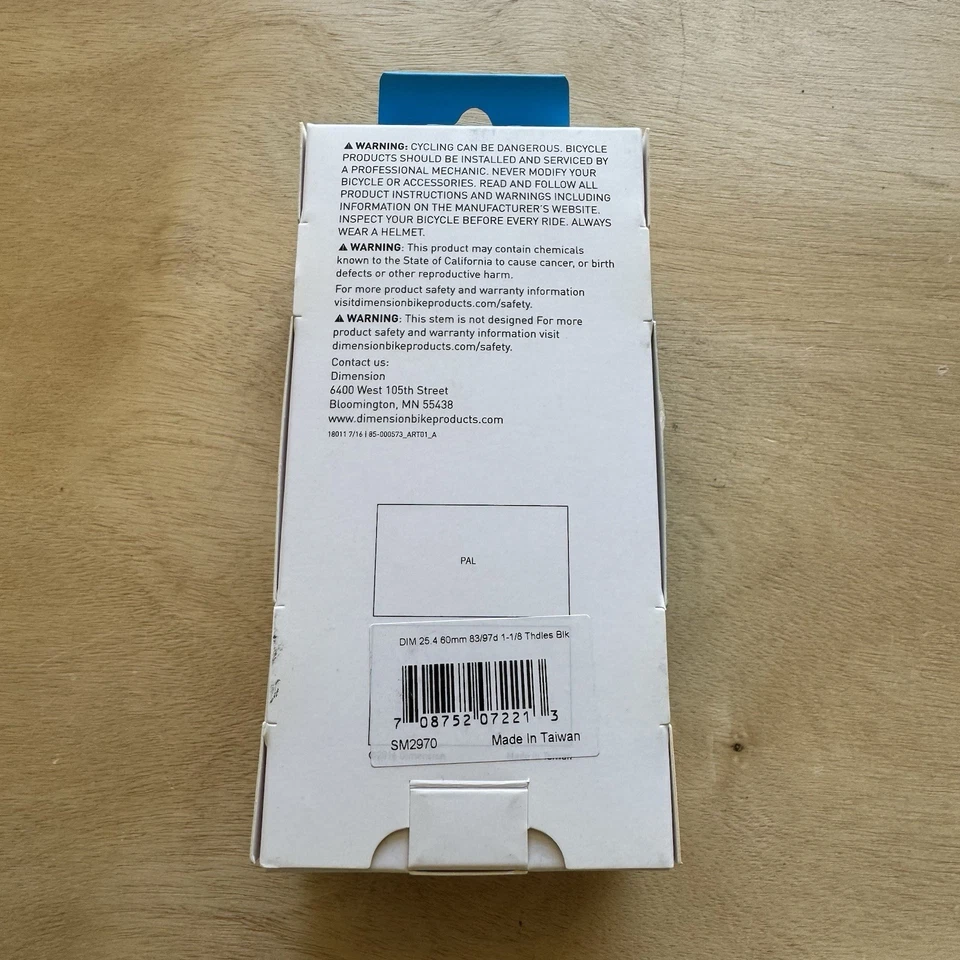 ⚠ WARNING: CYCLING CAN BE DANGEROUS. BICYCLE
PRODUCTS SHOULD BE INSTALLED AND SERVICED BY
A PROFESSIONAL MECHANIC. NEVER MODIFY YOUR
BICYCLE OR ACCESSORIES. READ AND FOLLOW ALL
PRODUCT INSTRUCTIONS AND WARNINGS INCLUDING
INFORMATION ON THE MANUFACTURER'S WEBSITE.
INSPECT YOUR BICYCLE BEFORE EVERY RIDE. ALWAYS
WEAR A HELMET.
⚠ WARNING: This product may contain chemicals
known to the State of California to cause cancer, or birth
defects or other reproductive harm.
For more product safety and warranty information
visitdimensionbikeproducts.com/safety.
⚠ WARNING: This stem is not designed For more
product safety and warranty information visit
dimensionbikeproducts.com/safety.
Contact us:
Dimension
6400 West 105th Street
Bloomington, MN 55438
www.dimensionbikeproducts.com
18011 7/16 | 85-000573_ART01_A
PAL
DIM 25.4 60mm 83/97d 1-1/8 Thdles Blk
7 08752 07221 3
SM2970 Made In Taiwan